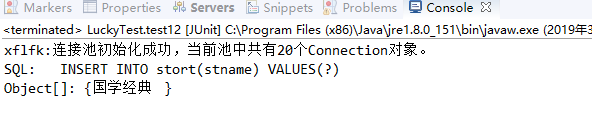 Markers Properties Servers Snippets Problems Console
<terminated> LuckyTest.test12 [JUnit] C:\Program Files (x86)\Java\jre1.8.0_151\bin\javaw.exe (2019年3
xflfk:连接池初始化成功，当前池中共有20个Connection对象。
SQL: INSERT INTO stort(stname) VALUES(?)
Object[]: {国学经典 }